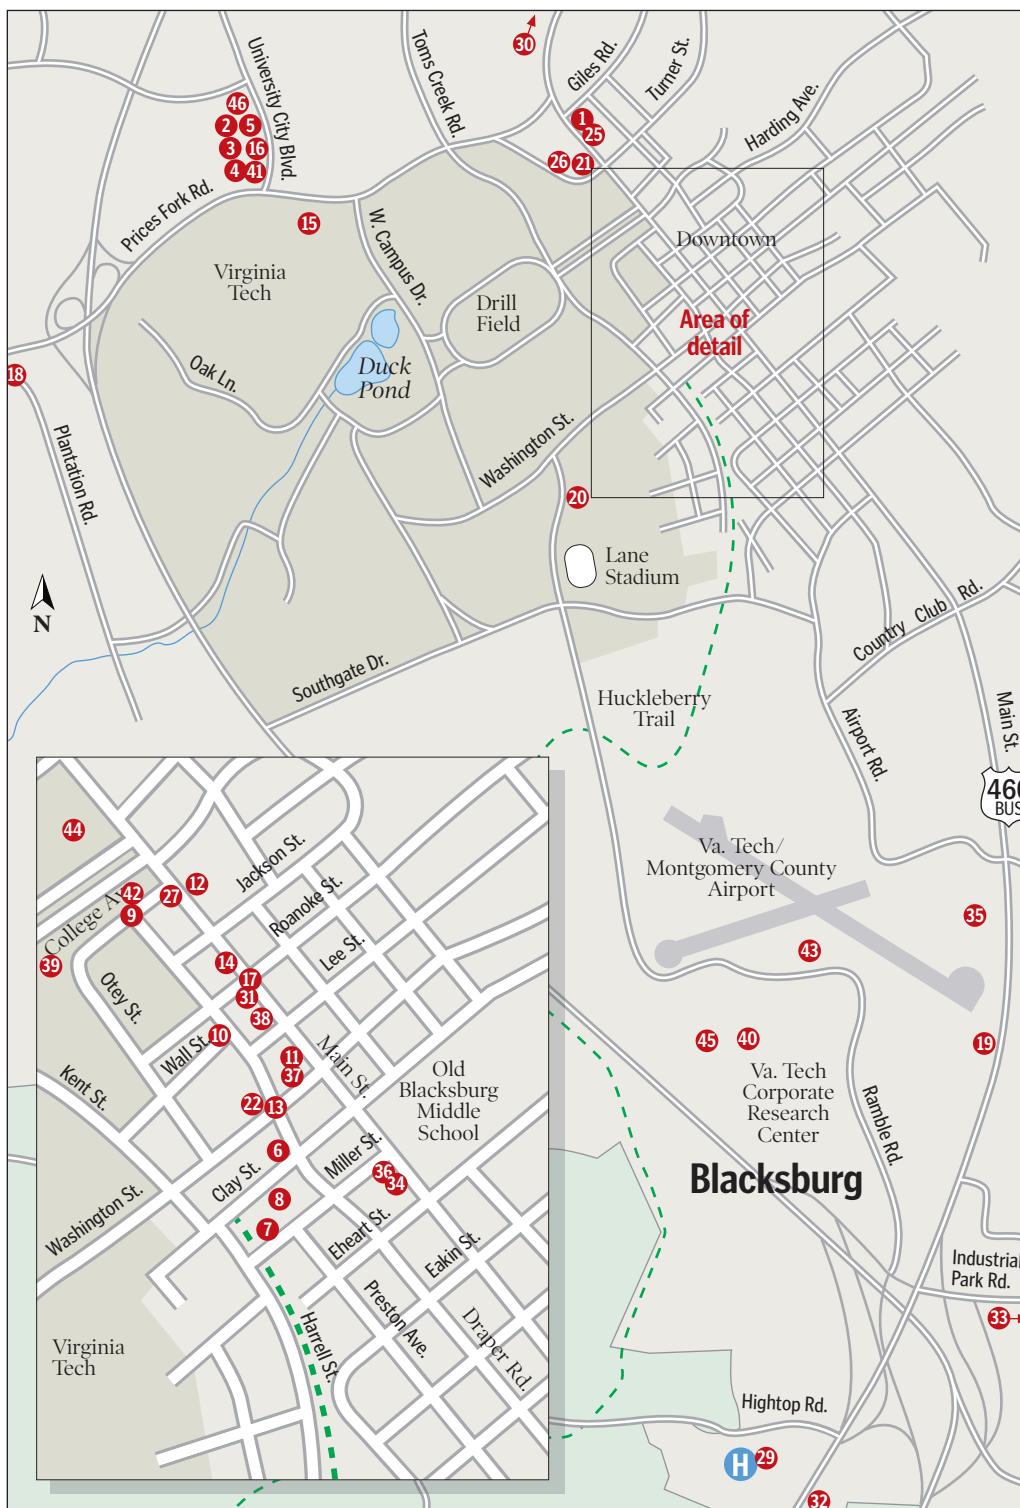 30
Giles Rd.
Turner St.
Toms Creek Rd.
University City Blvd.
Harding Ave.
46
2
5
3
16
4
41
1
25
26
21
Prices Fork Rd.
15
W. Campus Dr.
Downtown
Virginia
Tech
Drill
Field
Area of
detail
18
Oak Ln.
Duck
Pond
Plantation Rd.
Washington St.
20
Lane
Stadium
N
Country Club Rd.
Southgate Dr.
Huckleberry
Trail
Airport Rd.
Main St.
460
BUS
Va. Tech/
Montgomery County
Airport
35
43
45
40
19
Va. Tech
Corporate
Research
Center
Ramble Rd.
Blacksburg
Industrial
Park Rd.
33
Hightop Rd.
H
29
32
44
Jackson St.
42
27
12
9
College Av
Roanoke St.
Lee St.
39
14
17
31
38
Otey St.
10
Wall St.
11
37
Main St.
Old
Blacksburg
Middle
School
Kent St.
22
13
6
Miller St.
36
34
Clay St.
8
7
Washington St.
Eheart St.
Eakin St.
Preston Ave.
Draper Rd.
Harrell St.
Virginia
Tech